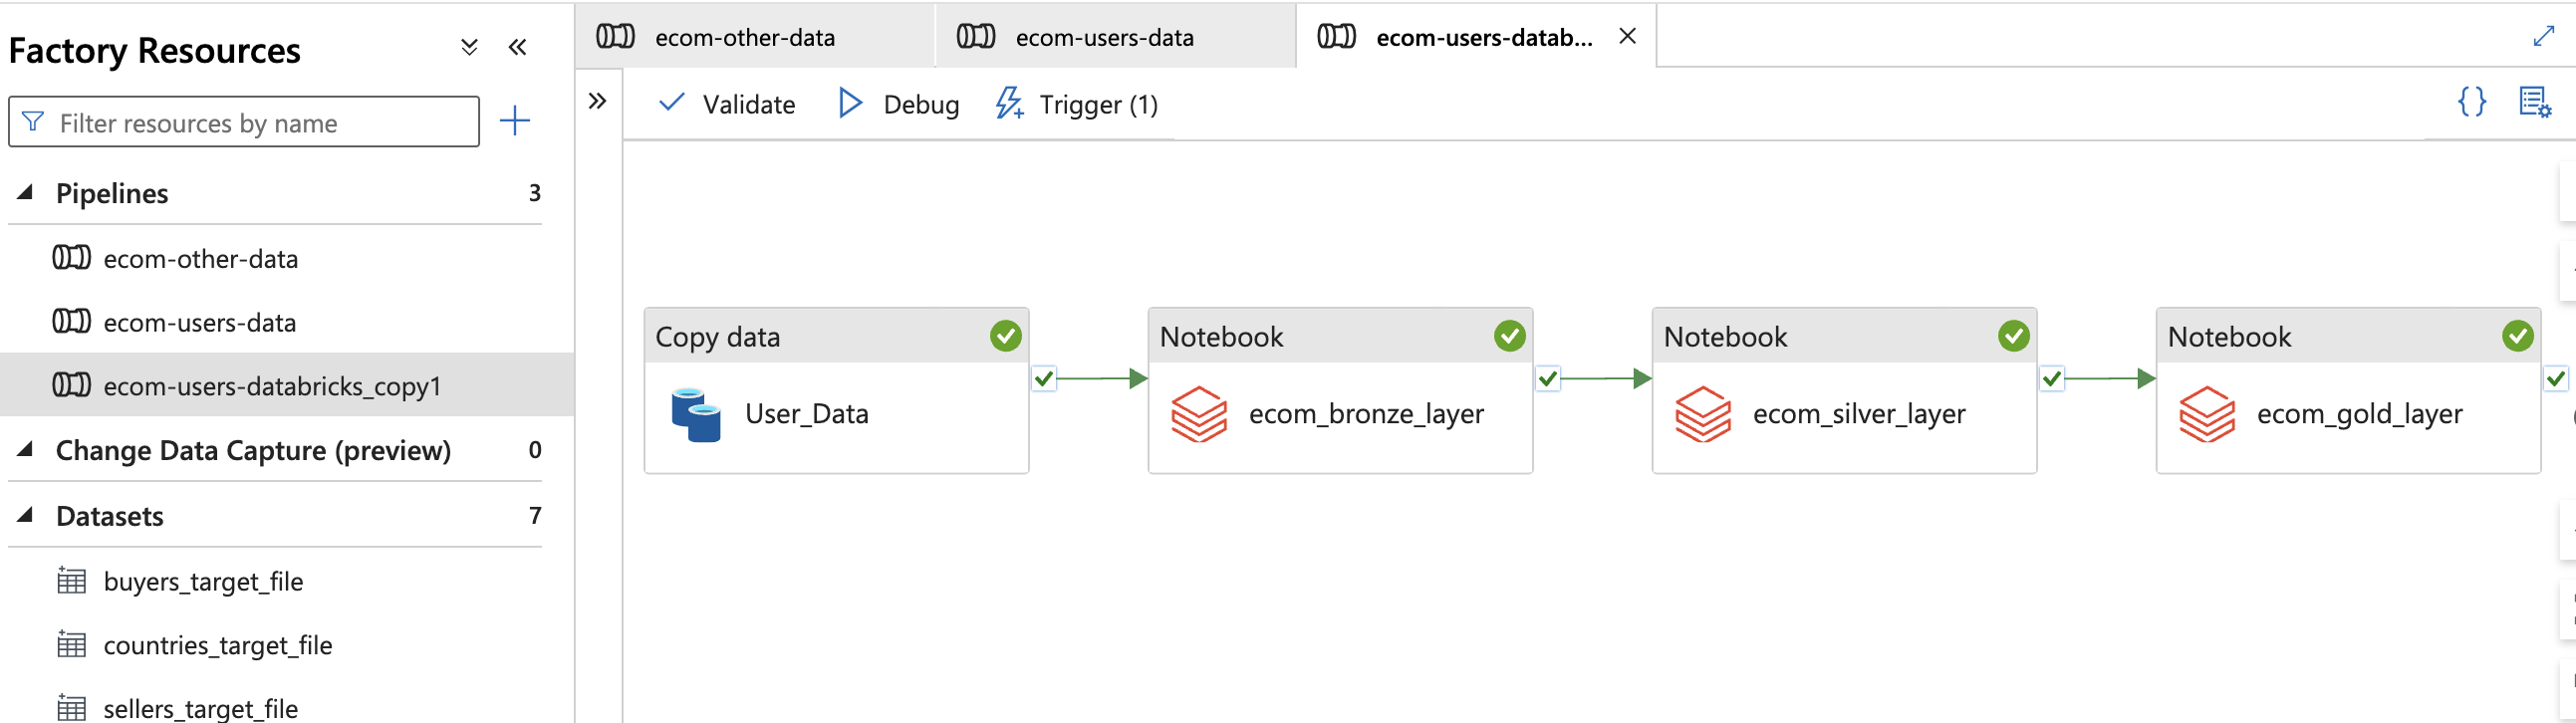 Factory Resources
Filter resources by name
Pipelines 3
ecom-other-data
ecom-users-data
ecom-users-databricks_copy1
Change Data Capture (preview) 0
Datasets 7
buyers_target_file
countries_target_file
sellers_target_file
ecom-other-data ecom-users-data ecom-users-datab...
Validate Debug Trigger (1)
Copy data
User_Data
Notebook
ecom_bronze_layer
Notebook
ecom_silver_layer
Notebook
ecom_gold_layer